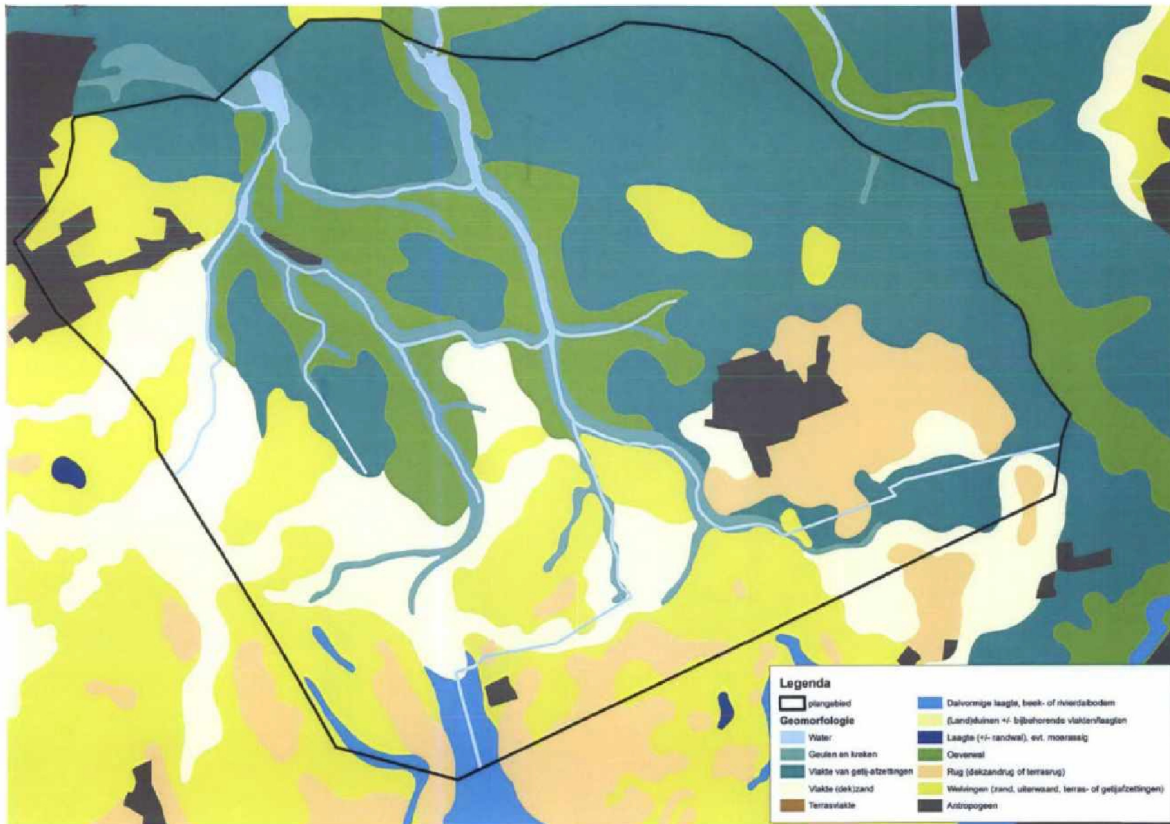 Legenda
plangebied
Geomorfologie
Water
Geulen en kreken
Vlakte van getij-afzettingen
Vlakte (dek)zand
Terrasvlakte
Dalvormige laagte, beek- of rivierdalbodem
(Land)duinen +/- bijbehorende vlakten/laagten
Laagte (+/- randwal), evt. moerassig
Oeverwal
Rug (dekzandrug of terrasrug)
Welvingen (zand, uiterwaard, terras- of getijafzettingen)
Antropogeen